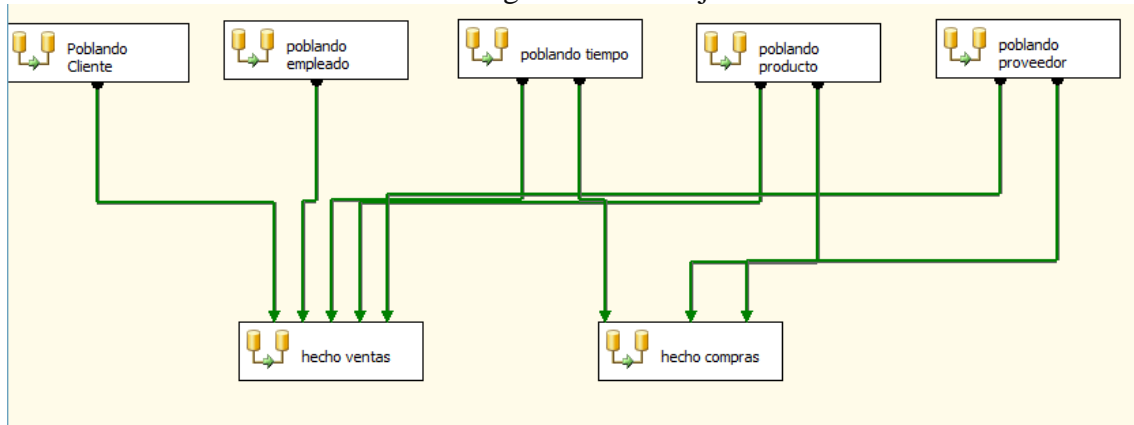 Poblando
Cliente
poblando
empleado
poblando tiempo
poblando
producto
poblando
proveedor
hecho ventas
hecho compras